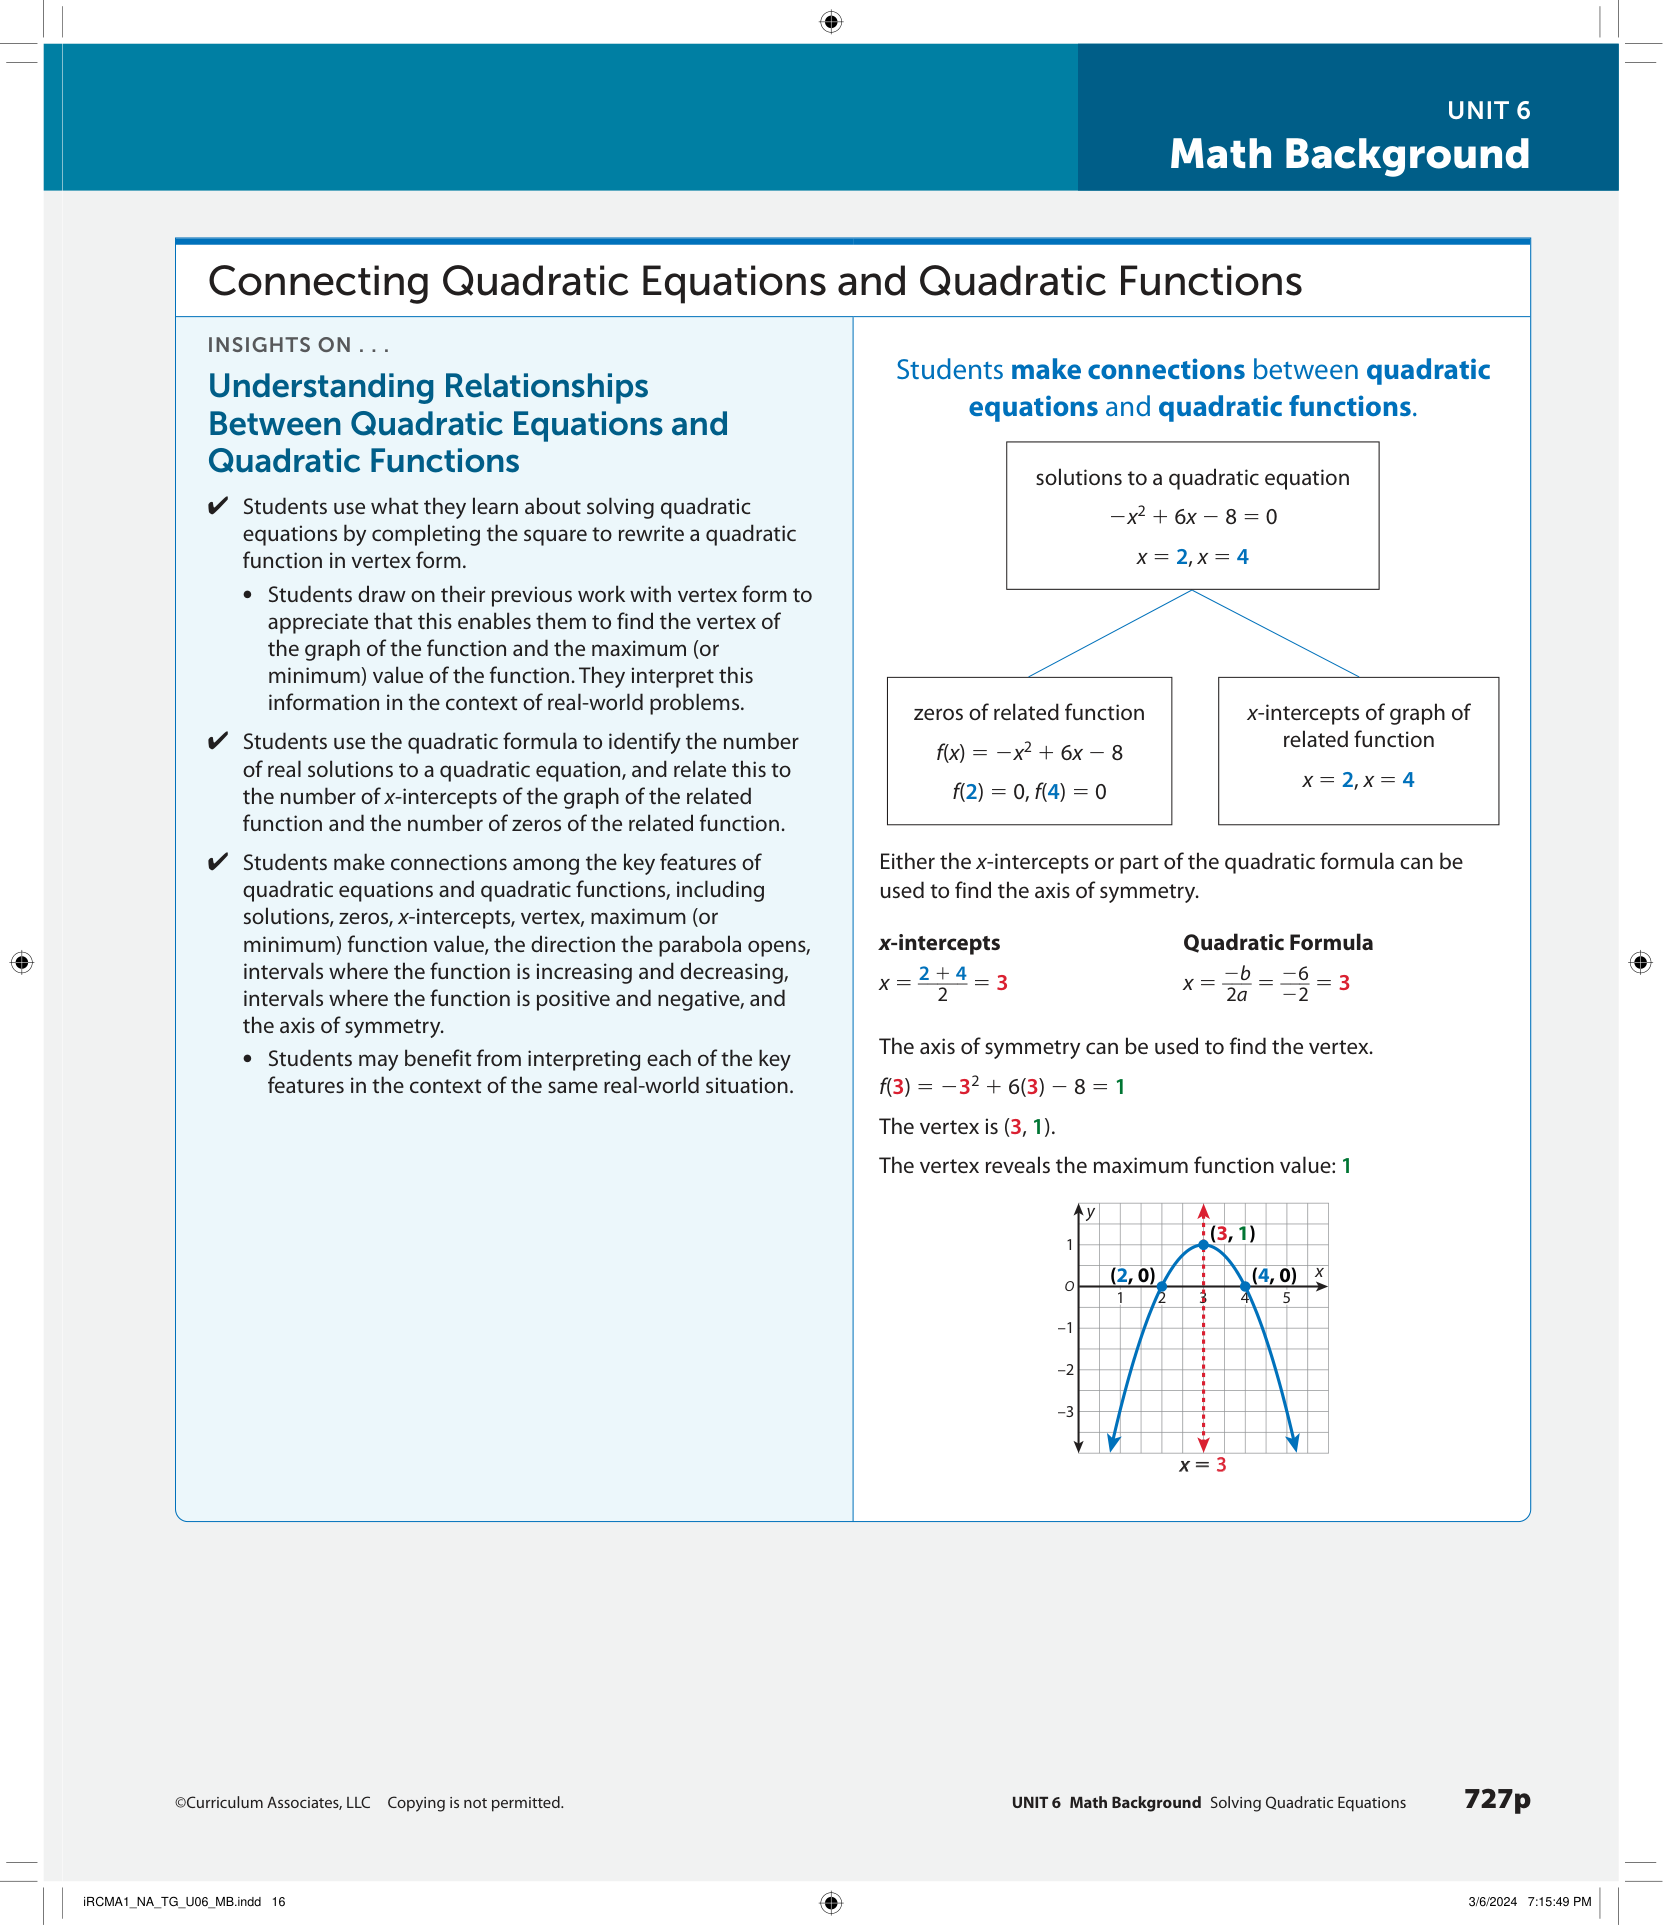 UNIT 6
Math Background
Connecting Quadratic Equations and Quadratic Functions
INSIGHTS ON . . .
Understanding Relationships
Between Quadratic Equations and
Quadratic Functions
✔ Students use what they learn about solving quadratic
equations by completing the square to rewrite a quadratic
function in vertex form.
• Students draw on their previous work with vertex form to
appreciate that this enables them to find the vertex of
the graph of the function and the maximum (or
minimum) value of the function. They interpret this
information in the context of real-world problems.
✔ Students use the quadratic formula to identify the number
of real solutions to a quadratic equation, and relate this to
the number of x-intercepts of the graph of the related
function and the number of zeros of the related function.
✔ Students make connections among the key features of
quadratic equations and quadratic functions, including
solutions, zeros, x-intercepts, vertex, maximum (or
minimum) function value, the direction the parabola opens,
intervals where the function is increasing and decreasing,
intervals where the function is positive and negative, and
the axis of symmetry.
• Students may benefit from interpreting each of the key
features in the context of the same real-world situation.
Students make connections between quadratic
equations and quadratic functions.
solutions to a quadratic equation
−x² + 6x − 8 = 0
x = 2, x = 4
zeros of related function
f(x) = −x² + 6x − 8
f(2) = 0, f(4) = 0
x-intercepts of graph of
related function
x = 2, x = 4
Either the x-intercepts or part of the quadratic formula can be
used to find the axis of symmetry.
x-intercepts
x = (2 + 4)/2 = 3
Quadratic Formula
x = −b/2a = −6/−2 = 3
The axis of symmetry can be used to find the vertex.
f(3) = −3² + 6(3) − 8 = 1
The vertex is (3, 1).
The vertex reveals the maximum function value: 1
y
(3, 1)
1
(2, 0)
(4, 0)
x
O
1 2 3 4 5
−1
−2
−3
x = 3
©Curriculum Associates, LLC Copying is not permitted.
UNIT 6 Math Background Solving Quadratic Equations
727p
iRCMA1_NA_TG_U06_MB.indd 16
3/6/2024 7:15:49 PM